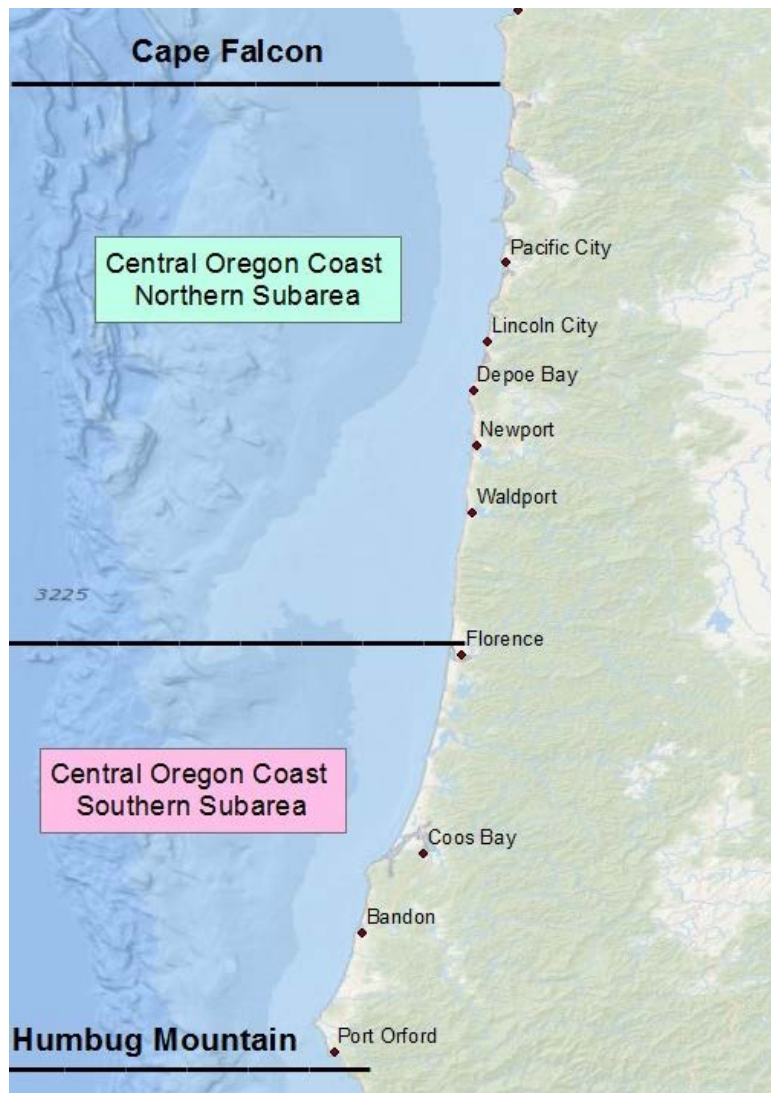 Cape Falcon
Central Oregon Coast
Northern Subarea
Pacific City
Lincoln City
Depoe Bay
Newport
Waldport
3225
Florence
Central Oregon Coast
Southern Subarea
Coos Bay
Bandon
Humbug Mountain
Port Orford